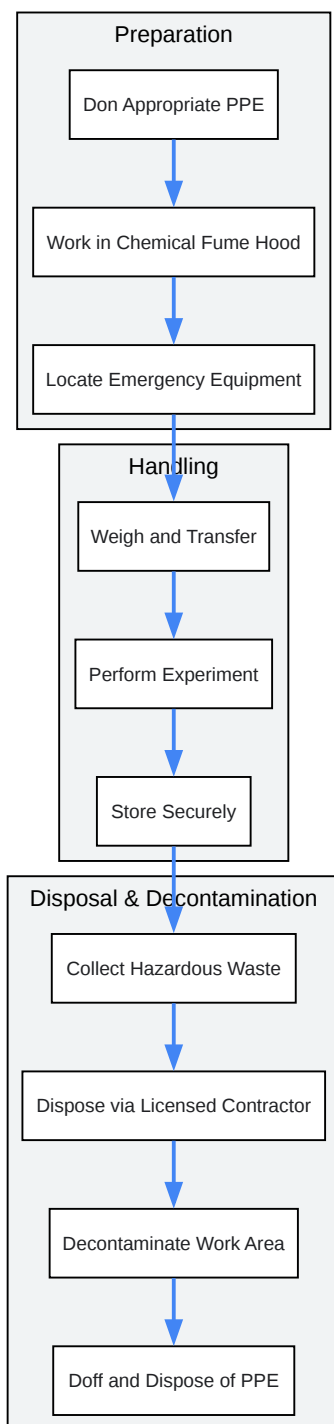 Preparation
Don Appropriate PPE
Work in Chemical Fume Hood
Locate Emergency Equipment
Handling
Weigh and Transfer
Perform Experiment
Store Securely
Disposal & Decontamination
Collect Hazardous Waste
Dispose via Licensed Contractor
Decontaminate Work Area
Doff and Dispose of PPE